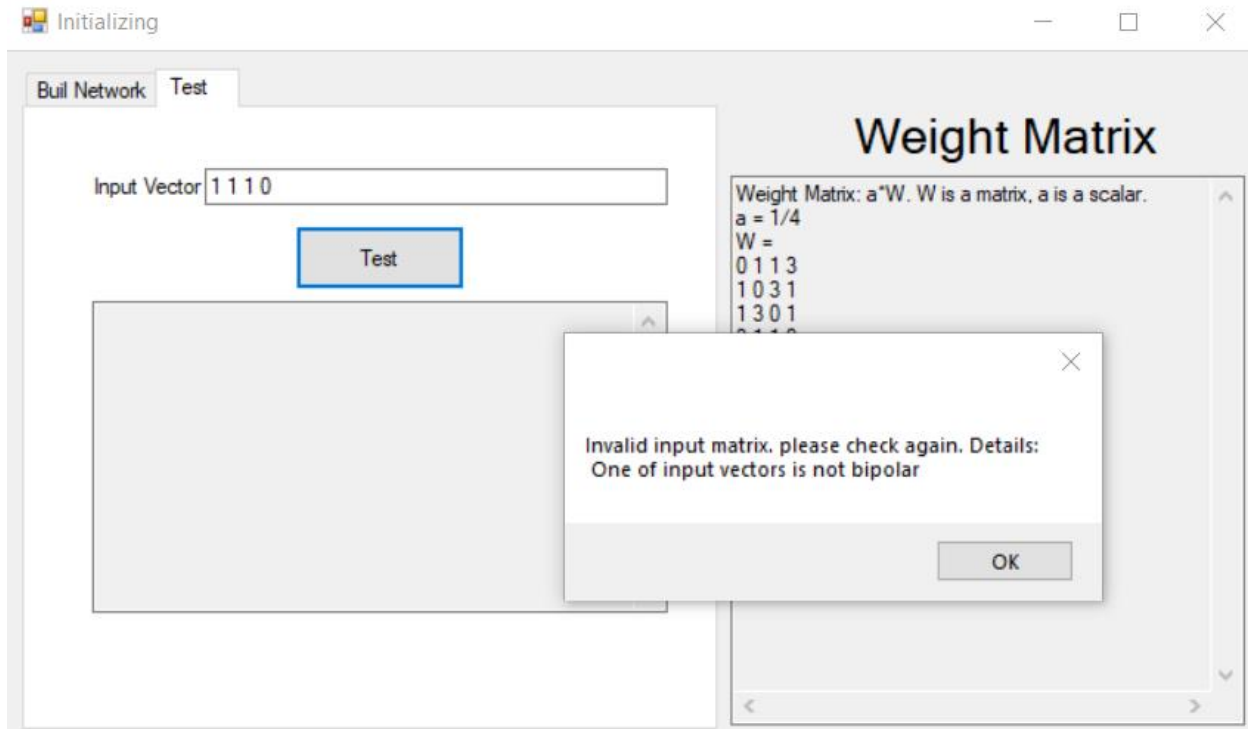 Initializing
Buil Network
Test
Input Vector 1 1 1 0
Test
Weight Matrix
Weight Matrix: a*W. W is a matrix, a is a scalar.
a = 1/4
W =
0 1 1 3
1 0 3 1
1 3 0 1
Invalid input matrix. please check again. Details:
One of input vectors is not bipolar
OK